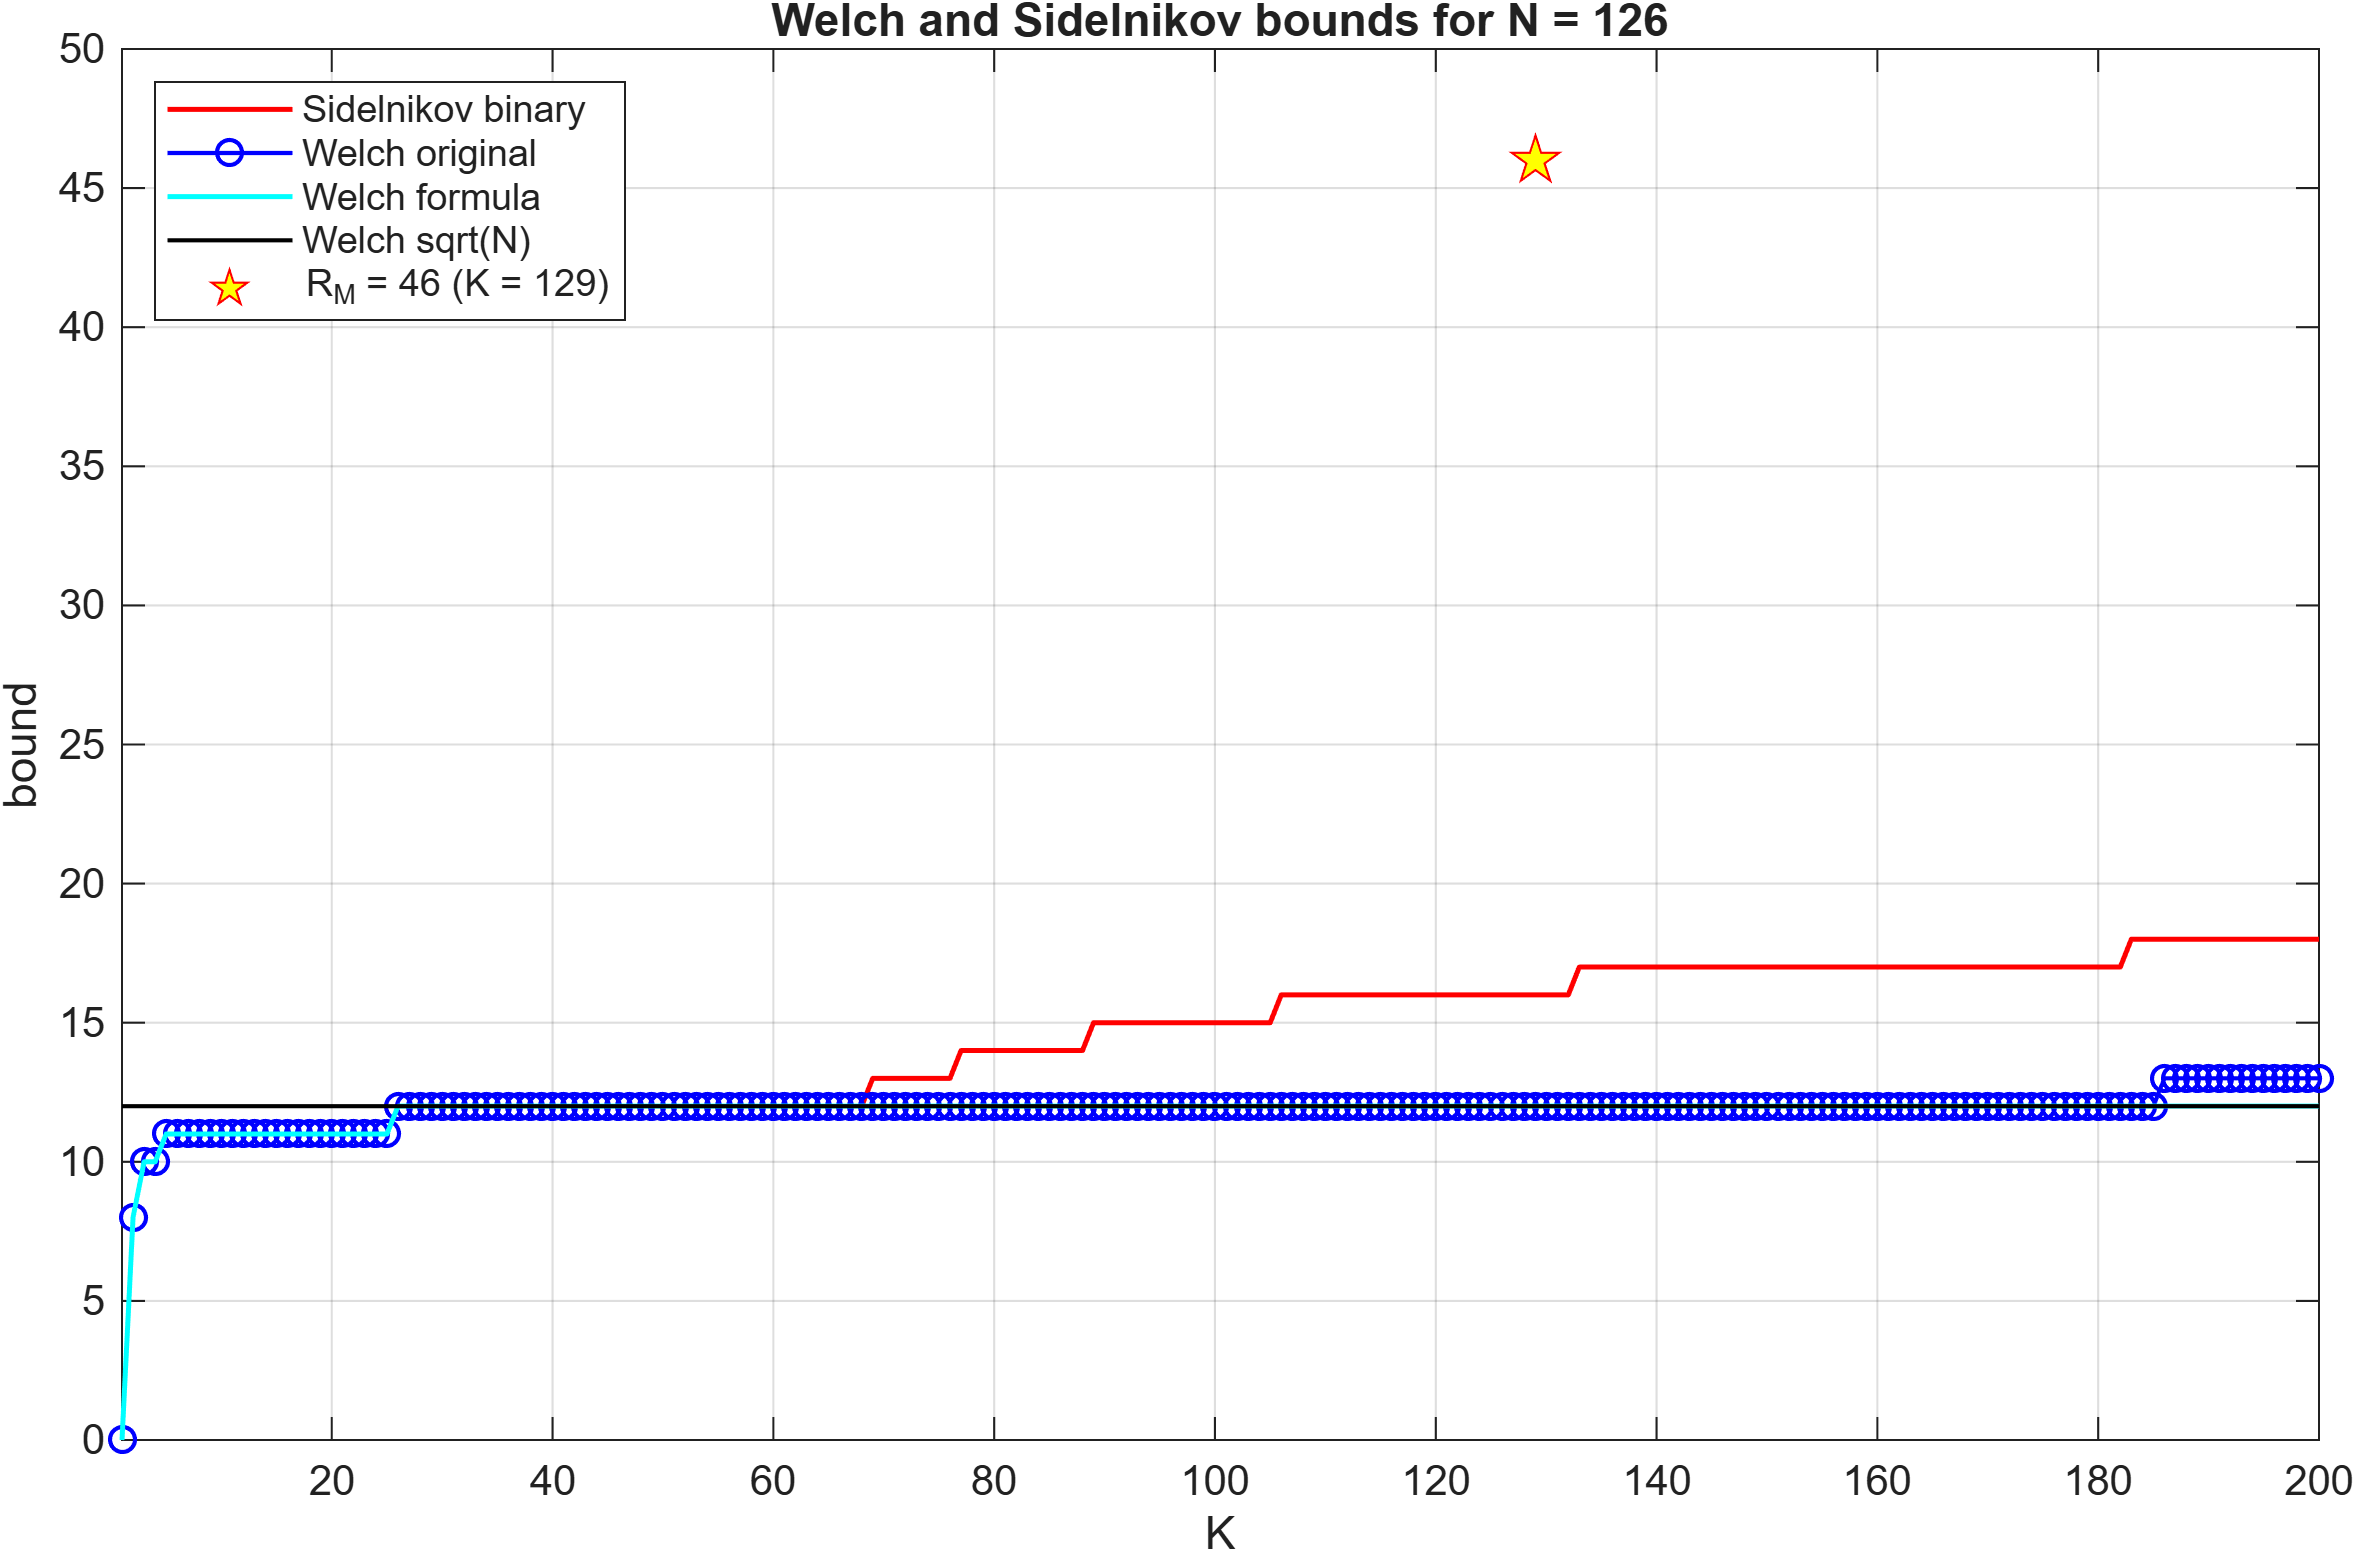 Welch and Sidelnikov bounds for N = 126
50
45
40
35
30
25
20
15
10
5
0
bound
Sidelnikov binary
Welch original
Welch formula
Welch sqrt(N)
R_M = 46 (K = 129)
20 40 60 80 100 120 140 160 180 200
K